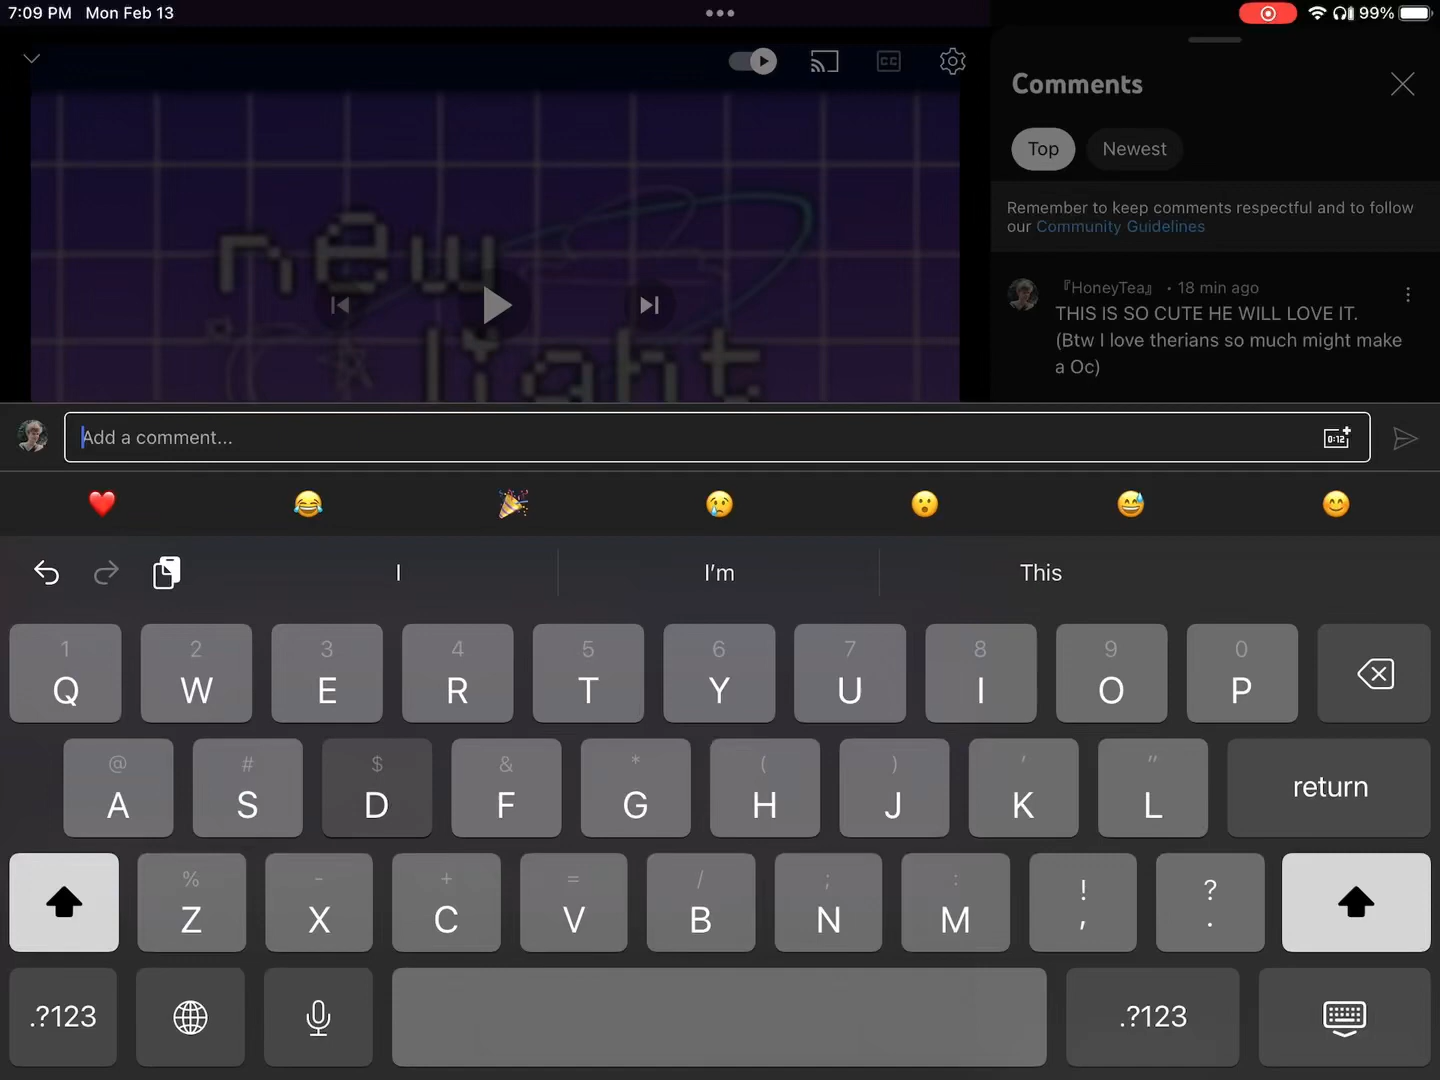 7:09 PM Mon Feb 13
99%
CC
Comments
Top Newest
Remember to keep comments respectful and to follow
our Community Guidelines
『HoneyTea』 • 18 min ago
THIS IS SO CUTE HE WILL LOVE IT.
(Btw I love therians so much might make
a Oc)
new
light
Add a comment...
0:12
I I'm This
1 2 3 4 5 6 7 8 9 0
Q W E R T Y U I O P
@ # $ & * ( ) ' "
A S D F G H J K L return
% - + = / ; : ! ?
Z X C V B N M , .
.?123 .?123